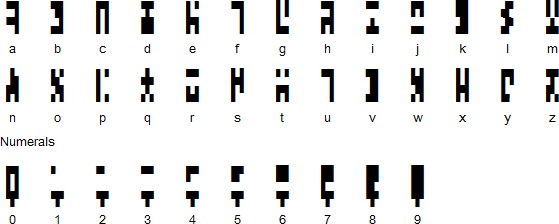 a b c d e f g h i j k l m
n o p q r s t u v w x y z
Numerals
0 1 2 3 4 5 6 7 8 9